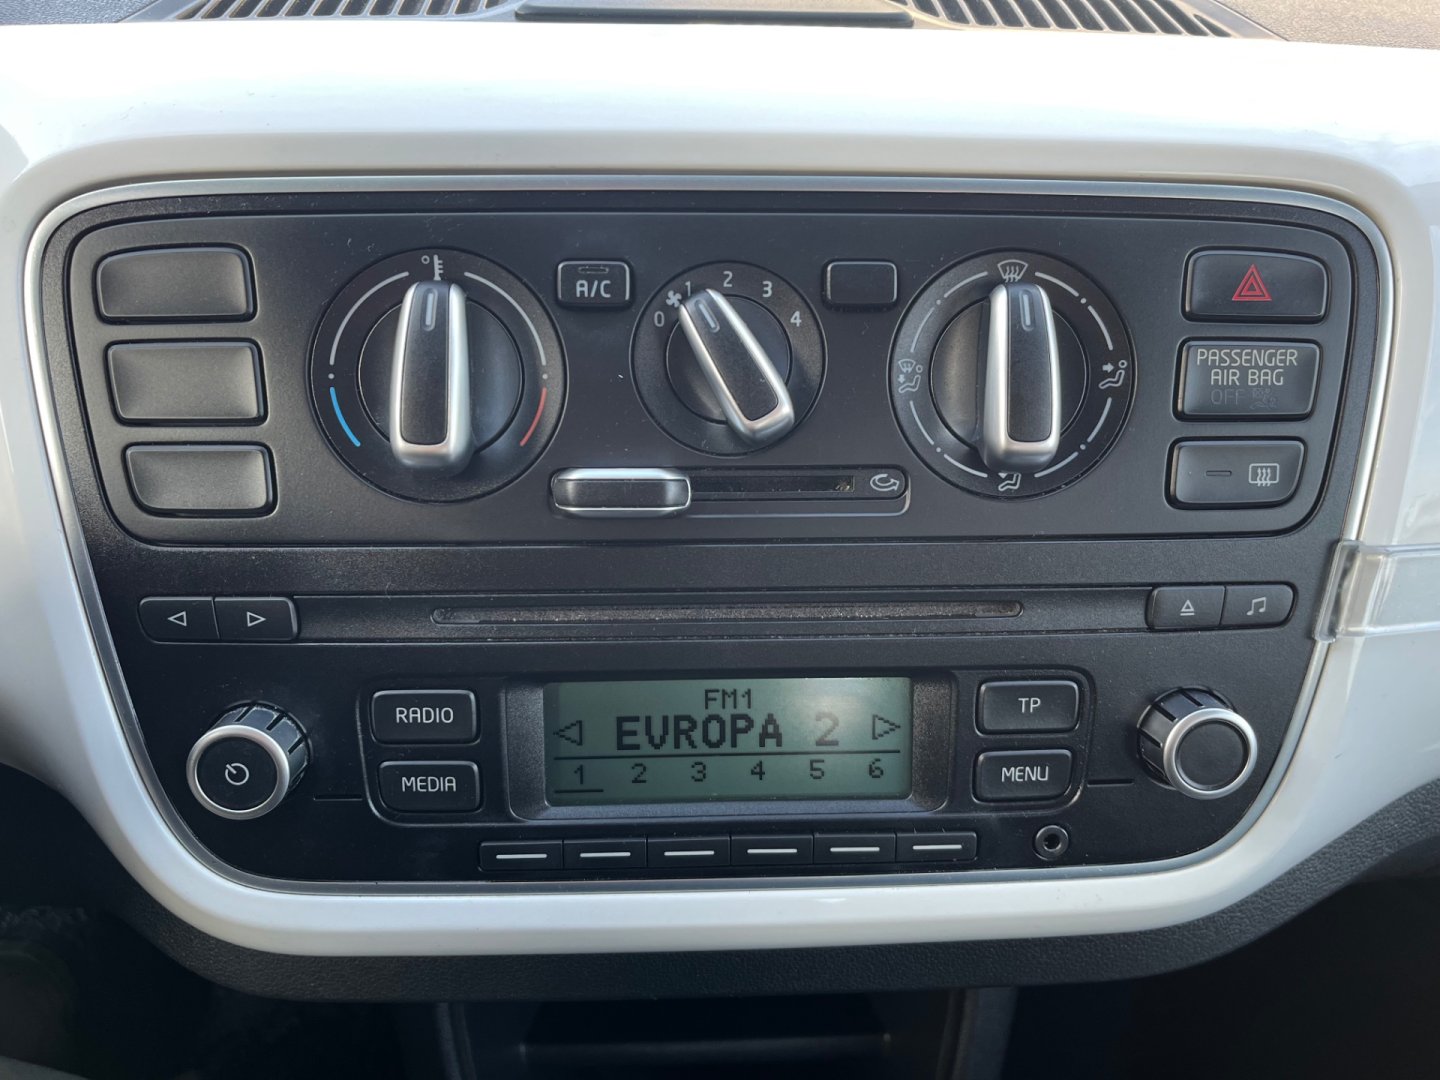 A/C
0 1 2 3 4
PASSENGER
AIR BAG
OFF
RADIO
MEDIA
FM1
EVROPA 2
1 2 3 4 5 6
TP
MENU